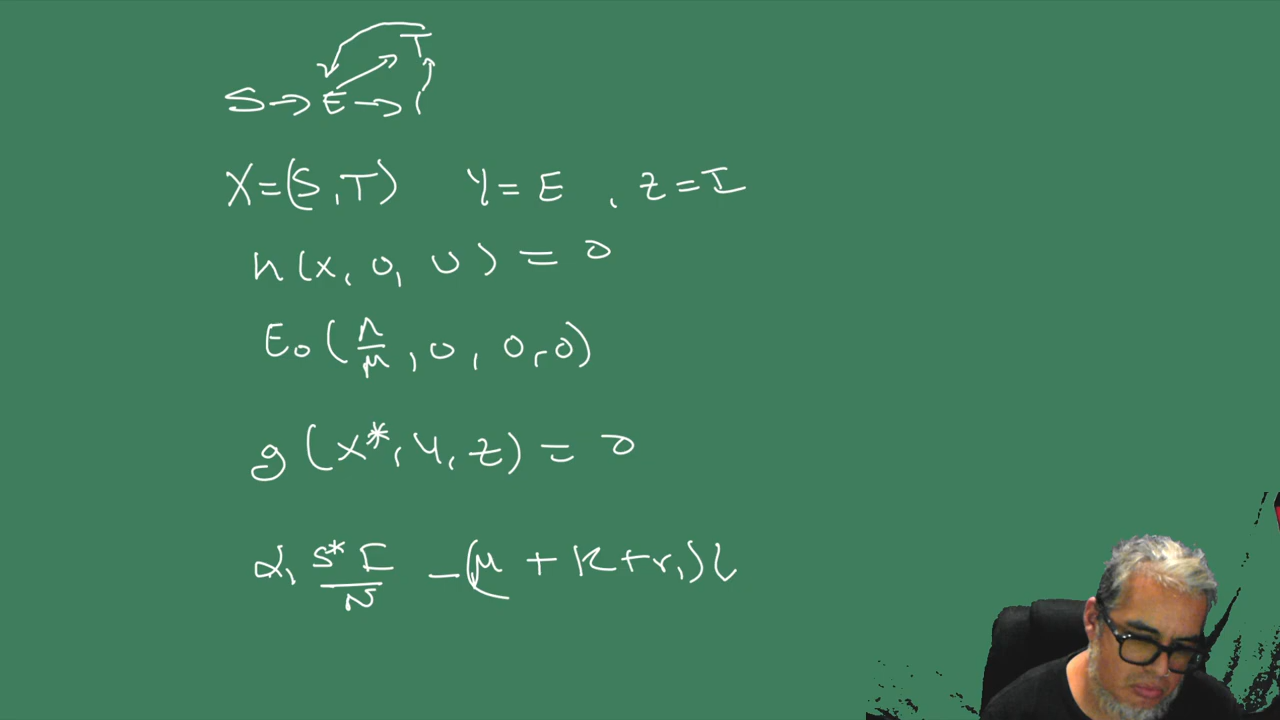 T
S → E → I
X = (S, T) Y = E , Z = I
h(x, 0, 0) = 0
E₀ (Λ/μ, 0, 0, 0)
g (x*, y, z) = 0
α₁ S* I/N − (μ + k + r₁)